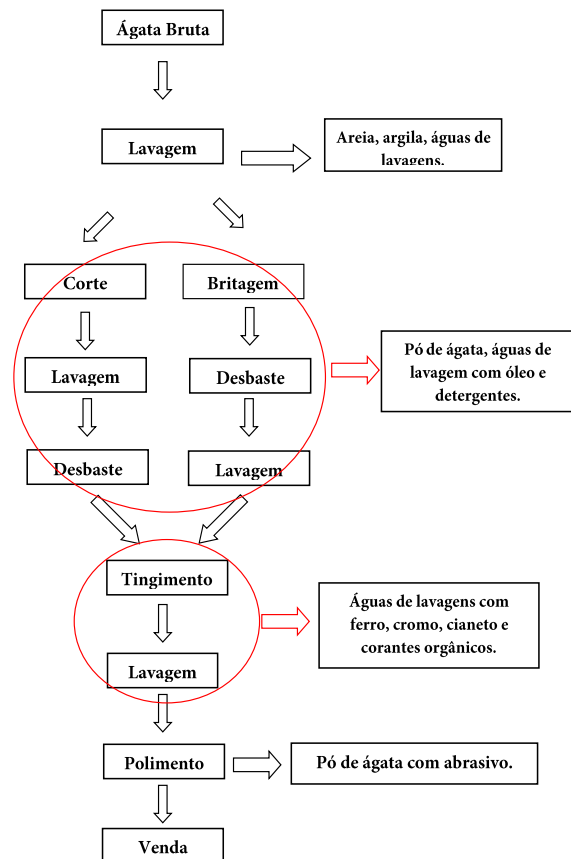 Ágata Bruta
Lavagem
Areia, argila, águas de
lavagens.
Corte
Britagem
Lavagem
Desbaste
Pó de ágata, águas de
lavagem com óleo e
detergentes.
Desbaste
Lavagem
Tingimento
Águas de lavagens com
ferro, cromo, cianeto e
corantes orgânicos.
Lavagem
Polimento
Pó de ágata com abrasivo.
Venda